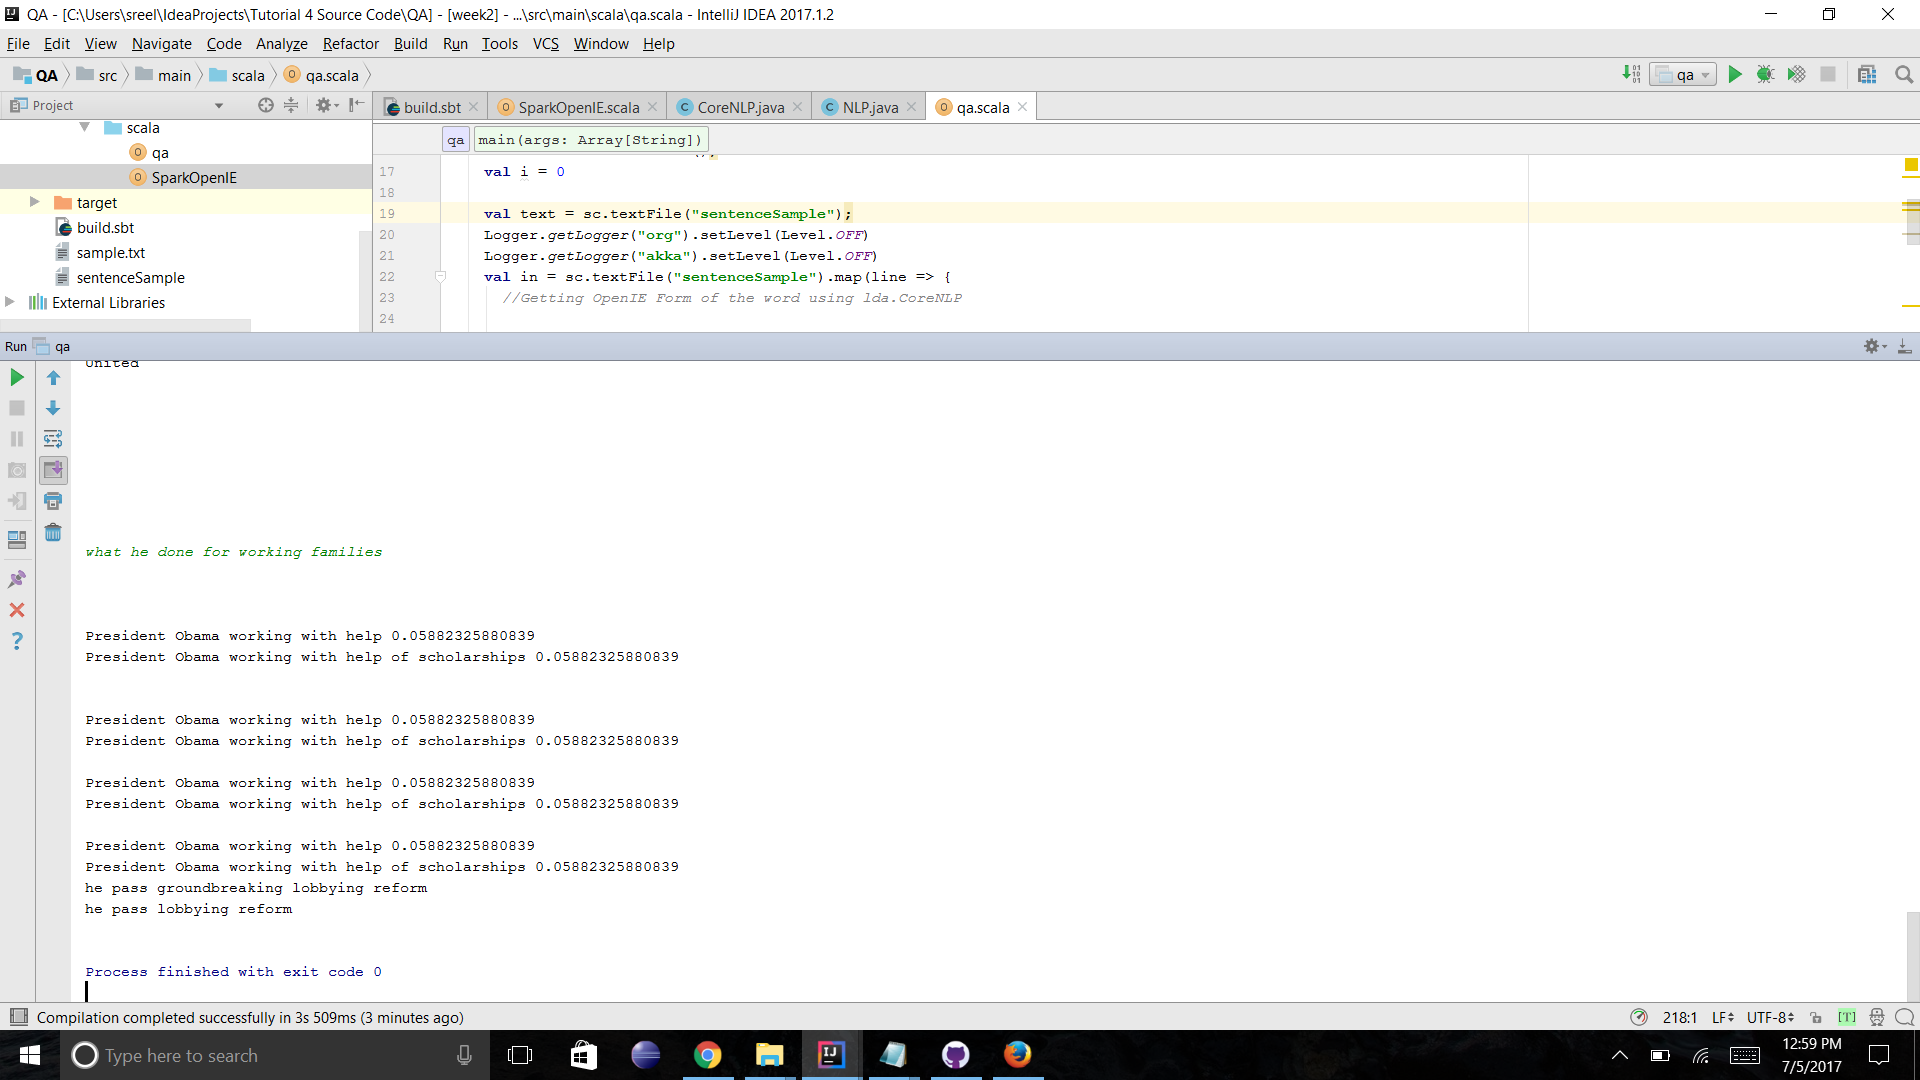 QA - [C:\Users\sreel\IdeaProjects\Tutorial 4 Source Code\QA] - [week2] - ...\src\main\scala\qa.scala - IntelliJ IDEA 2017.1.2
File Edit View Navigate Code Analyze Refactor Build Run Tools VCS Window Help
QA src main scala qa.scala
qa
Project
build.sbt SparkOpenIE.scala CoreNLP.java NLP.java qa.scala
scala
qa
SparkOpenIE
target
build.sbt
sample.txt
sentenceSample
External Libraries
qa main(args: Array[String])
17 val i = 0
18
19 val text = sc.textFile("sentenceSample");
20 Logger.getLogger("org").setLevel(Level.OFF)
21 Logger.getLogger("akka").setLevel(Level.OFF)
22 val in = sc.textFile("sentenceSample").map(line => {
23 //Getting OpenIE Form of the word using lda.CoreNLP
24
Run qa
United
what he done for working families
President Obama working with help 0.05882325880839
President Obama working with help of scholarships 0.05882325880839
President Obama working with help 0.05882325880839
President Obama working with help of scholarships 0.05882325880839
President Obama working with help 0.05882325880839
President Obama working with help of scholarships 0.05882325880839
President Obama working with help 0.05882325880839
President Obama working with help of scholarships 0.05882325880839
he pass groundbreaking lobbying reform
he pass lobbying reform
Process finished with exit code 0
Compilation completed successfully in 3s 509ms (3 minutes ago)
218:1 LF UTF-8 [T]
Type here to search
12:59 PM
7/5/2017